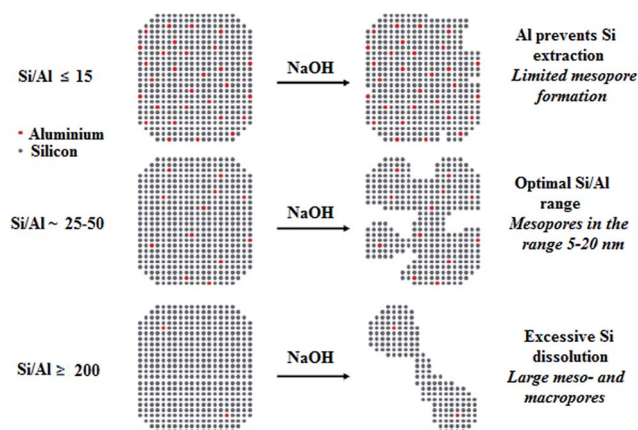 Si/Al ≤ 15
NaOH
Al prevents Si
extraction
Limited mesopore
formation
Aluminium
Silicon
Si/Al ~ 25-50
NaOH
Optimal Si/Al
range
Mesopores in the
range 5-20 nm
Si/Al ≥ 200
NaOH
Excessive Si
dissolution
Large meso- and
macropores